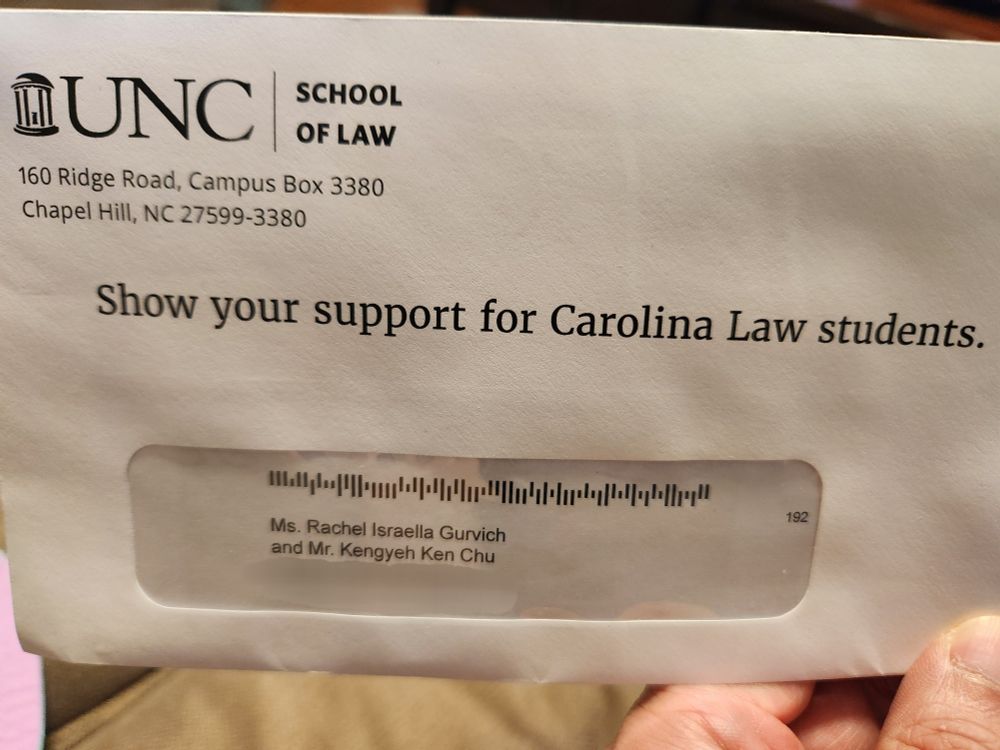 UNC
SCHOOL
OF LAW
160 Ridge Road, Campus Box 3380
Chapel Hill, NC 27599-3380
Show your support for Carolina Law students.
192
Ms. Rachel Israella Gurvich
and Mr. Kengyeh Ken Chu